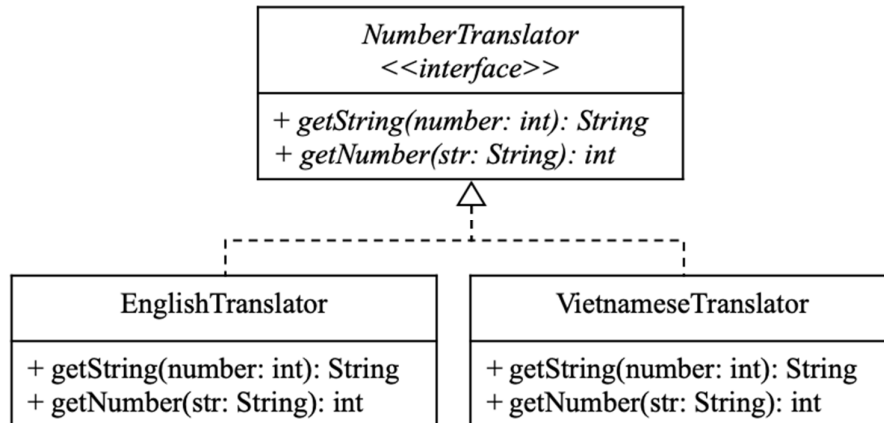 NumberTranslator
<<interface>>
+ getString(number: int): String
+ getNumber(str: String): int
EnglishTranslator
+ getString(number: int): String
+ getNumber(str: String): int
VietnameseTranslator
+ getString(number: int): String
+ getNumber(str: String): int